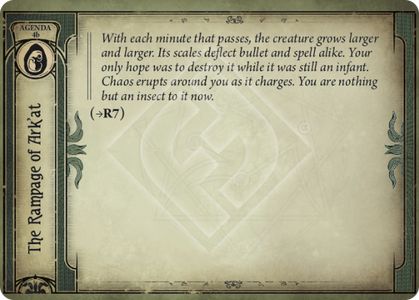 AGENDA
4b
The Rampage of Ark'at
With each minute that passes, the creature grows larger
and larger. Its scales deflect bullet and spell alike. Your
only hope was to destroy it while it was still an infant.
Chaos erupts around you as it charges. You are nothing
but an insect to it now.
(→R7)